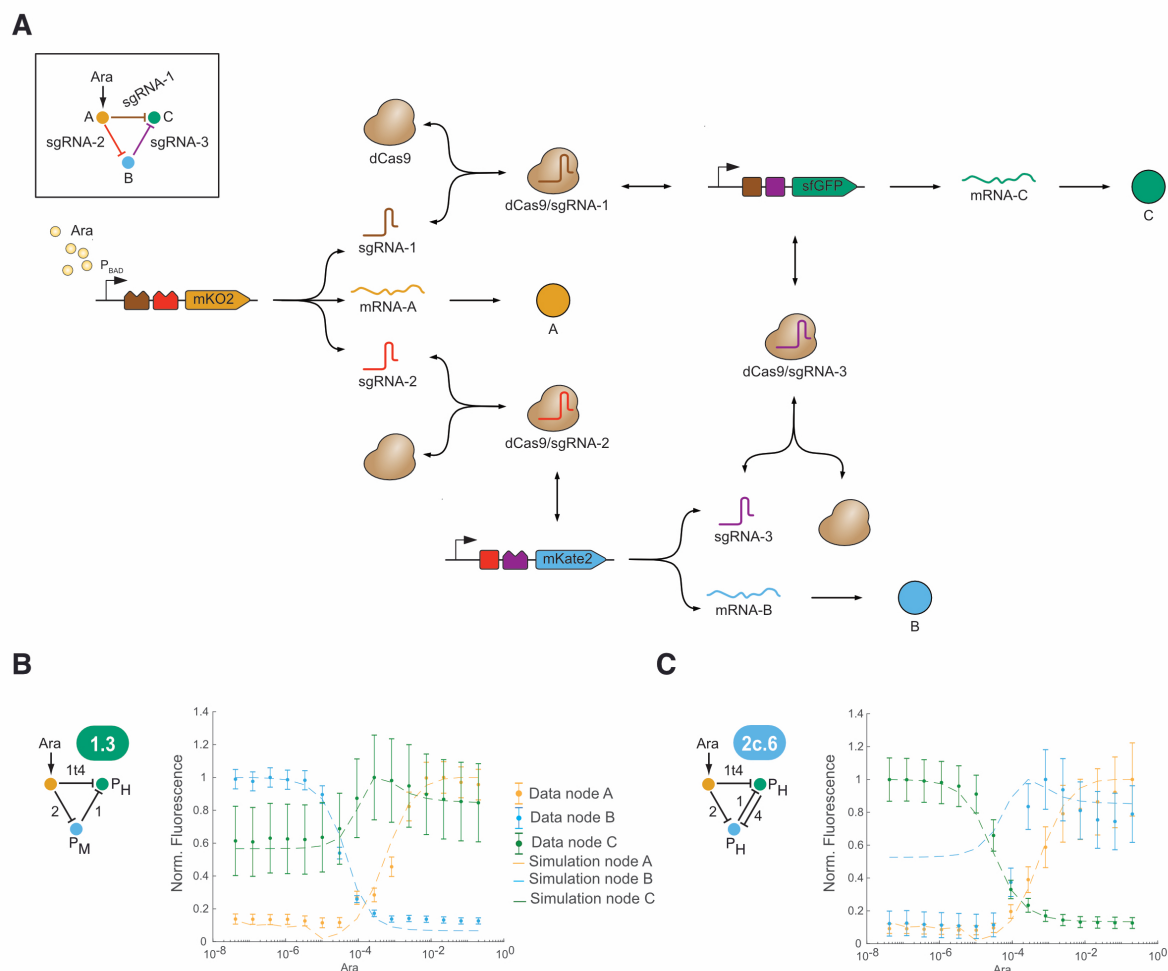 A
Ara
sgRNA-1
A
C
sgRNA-2
sgRNA-3
B
dCas9
dCas9/sgRNA-1
sfGFP
mRNA-C
C
Ara
sgRNA-1
P BAD
mKO2
mRNA-A
A
sgRNA-2
dCas9/sgRNA-3
dCas9/sgRNA-2
sgRNA-3
mKate2
mRNA-B
B
B
1.3
Ara
1t4
P H
2
1
P M
Norm. Fluorescence
1.4
1.2
1
0.8
0.6
0.4
0.2
0
10-8
10-6
10-4
10-2
100
Ara
Data node A
Data node B
Data node C
Simulation node A
Simulation node B
Simulation node C
C
2c.6
Ara
1t4
P H
2
1
4
P H
Norm. Fluorescence
1.4
1.2
1
0.8
0.6
0.4
0.2
0
10-8
10-6
10-4
10-2
100
Ara